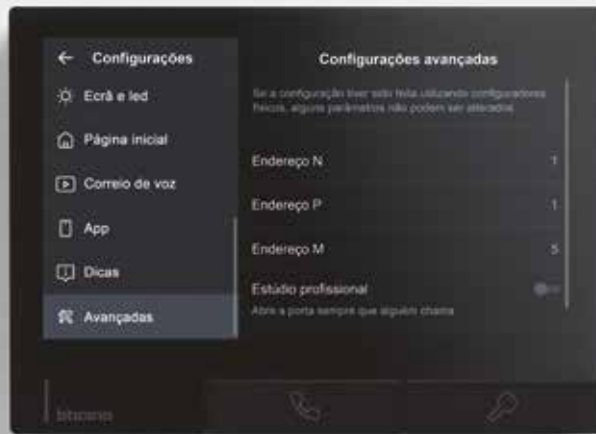 Configurações
Ecrã e led
Página inicial
Correio de voz
App
Dicas
Avançadas
Configurações avançadas
Se a configuração tiver sido feita utilizando configuradores
físicos, alguns parâmetros não podem ser alterados
Endereço N 1
Endereço P 1
Endereço M 5
Estúdio profissional
Abre a porta sempre que alguém chama
bticino